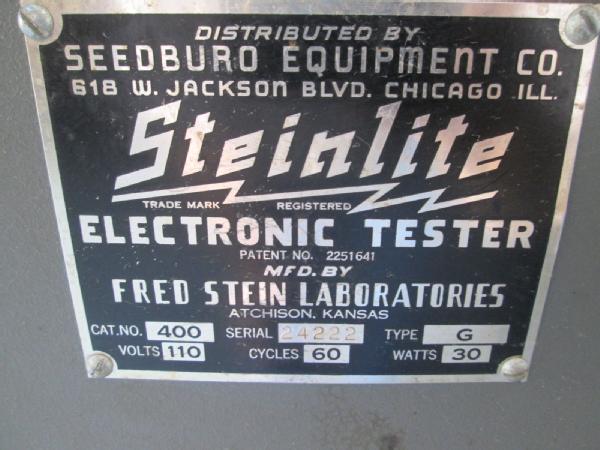 DISTRIBUTED BY
SEEDBURO EQUIPMENT CO.
618 W. JACKSON BLVD. CHICAGO ILL.
Steinlite
TRADE MARK REGISTERED
ELECTRONIC TESTER
PATENT NO. 2251641
MFD. BY
FRED STEIN LABORATORIES
ATCHISON, KANSAS
CAT.NO. 400 SERIAL 24222 TYPE G
VOLTS 110 CYCLES 60 WATTS 30